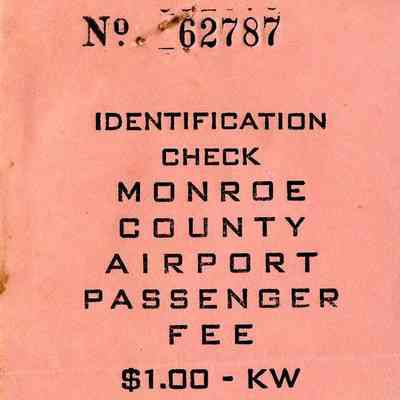 Nº 62787
IDENTIFICATION
CHECK
MONROE
COUNTY
AIRPORT
PASSENGER
FEE
$1.00 - KW